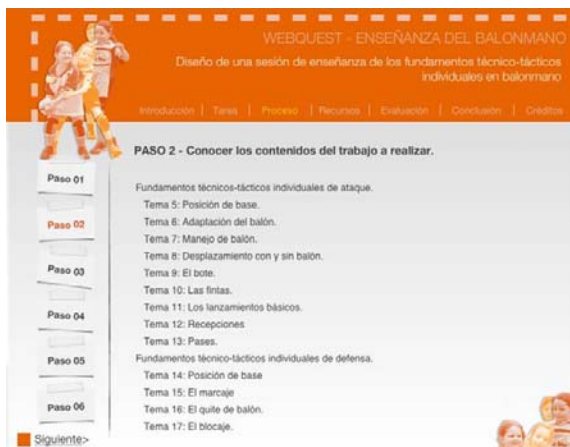 WEBQUEST - ENSEÑANZA DEL BALONMANO
Diseño de una sesión de enseñanza de los fundamentos técnico-tácticos
individuales en balonmano
Introducción | Tarea | Proceso | Recursos | Evaluación | Conclusión | Créditos
PASO 2 - Conocer los contenidos del trabajo a realizar.
Paso 01
Paso 02
Paso 03
Paso 04
Paso 05
Paso 06
Fundamentos técnicos-tácticos individuales de ataque.
Tema 5: Posición de base.
Tema 6: Adaptación del balón.
Tema 7: Manejo de balón.
Tema 8: Desplazamiento con y sin balón.
Tema 9: El bote.
Tema 10: Las fintas.
Tema 11: Los lanzamientos básicos.
Tema 12: Recepciones
Tema 13: Pases.
Fundamentos técnico-tácticos individuales de defensa.
Tema 14: Posición de base
Tema 15: El marcaje
Tema 16: El quite de balón.
Tema 17: El blocaje.
Siguiente>